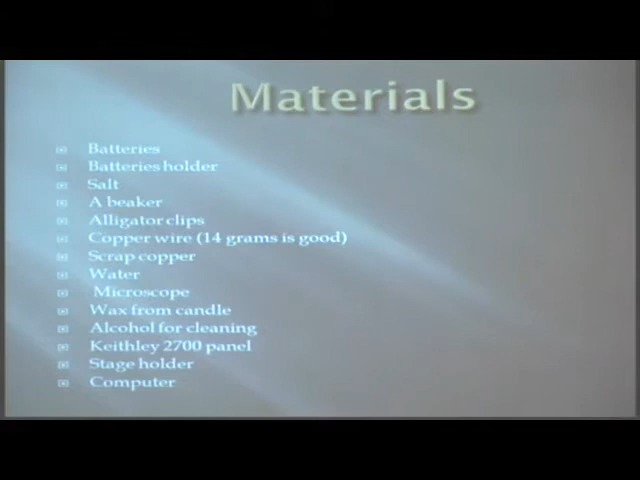 Materials
Batteries
Batteries holder
Salt
A beaker
Alligator clips
Copper wire (14 grams is good)
Scrap copper
Water
Microscope
Wax from candle
Alcohol for cleaning
Keithley 2700 panel
Stage holder
Computer